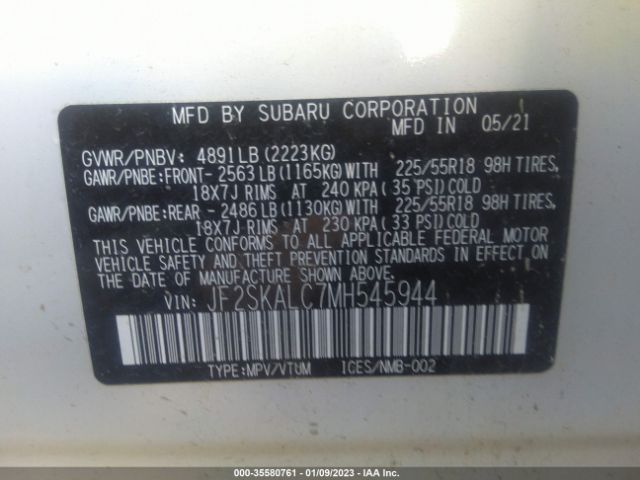 MFD BY SUBARU CORPORATION
MFD IN 05/21
GVWR/PNBV: 4891LB(2223KG)
GAWR/PNBE:FRONT- 2563LB(1165KG)WITH 225/55R18 98H TIRES,
18X7J RIMS AT 240 KPA(35 PSI)COLD
GAWR/PNBE:REAR - 2486LB(1130KG)WITH 225/55R18 98H TIRES,
18X7J RIMS AT 230 KPA(33 PSI)COLD
THIS VEHICLE CONFORMS TO ALL APPLICABLE FEDERAL MOTOR
VEHICLE SAFETY AND THEFT PREVENTION STANDARDS IN EFFECT ON
THE DATE OF MANUFACTURE SHOWN ABOVE.
VIN: JF2SKALC7MH545944
TYPE:MPV/VTUM ICES/NMB-002
000-35580761 - 01/09/2023 - IAA Inc.